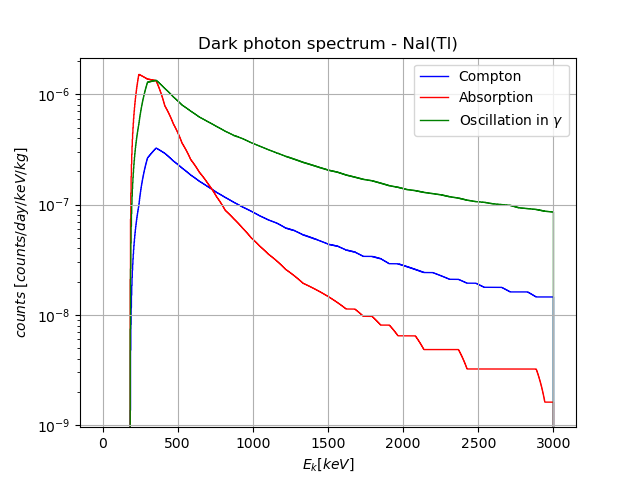 Dark photon spectrum - NaI(Tl)
Compton
Absorption
Oscillation in γ
counts [counts/day/keV/kg]
10⁻⁶
10⁻⁷
10⁻⁸
10⁻⁹
0 500 1000 1500 2000 2500 3000
E_k[keV]